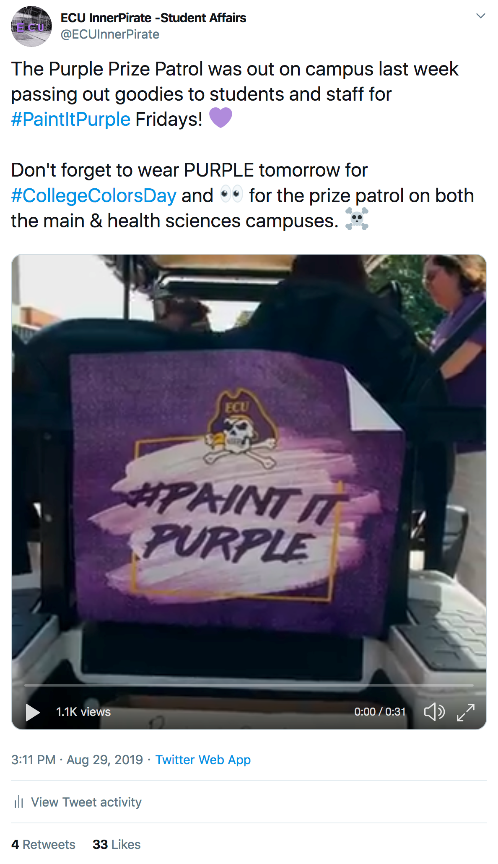 ECU InnerPirate -Student Affairs
@ECUInnerPirate
The Purple Prize Patrol was out on campus last week
passing out goodies to students and staff for
#PaintItPurple Fridays! 💜
Don't forget to wear PURPLE tomorrow for
#CollegeColorsDay and 👀 for the prize patrol on both
the main & health sciences campuses. ☠️
ECU
#PAINT IT
PURPLE
1.1K views
0:00 / 0:31
3:11 PM · Aug 29, 2019 · Twitter Web App
View Tweet activity
4 Retweets 33 Likes